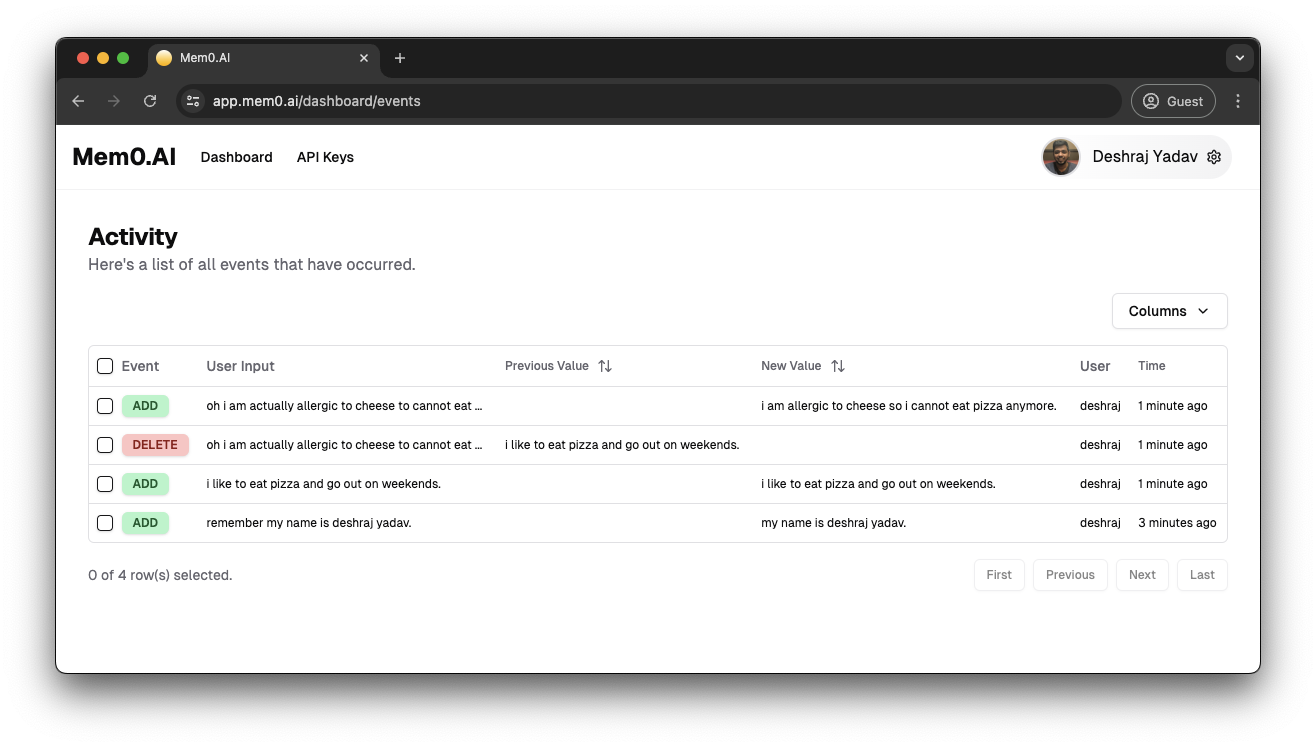 Mem0.AI
app.mem0.ai/dashboard/events
Guest
Mem0.AI Dashboard API Keys Deshraj Yadav
Activity
Here's a list of all events that have occurred.
Columns
Event User Input Previous Value New Value User Time
ADD oh i am actually allergic to cheese to cannot eat ... i am allergic to cheese so i cannot eat pizza anymore. deshraj 1 minute ago
DELETE oh i am actually allergic to cheese to cannot eat ... i like to eat pizza and go out on weekends. deshraj 1 minute ago
ADD i like to eat pizza and go out on weekends. i like to eat pizza and go out on weekends. deshraj 1 minute ago
ADD remember my name is deshraj yadav. my name is deshraj yadav. deshraj 3 minutes ago
0 of 4 row(s) selected. First Previous Next Last